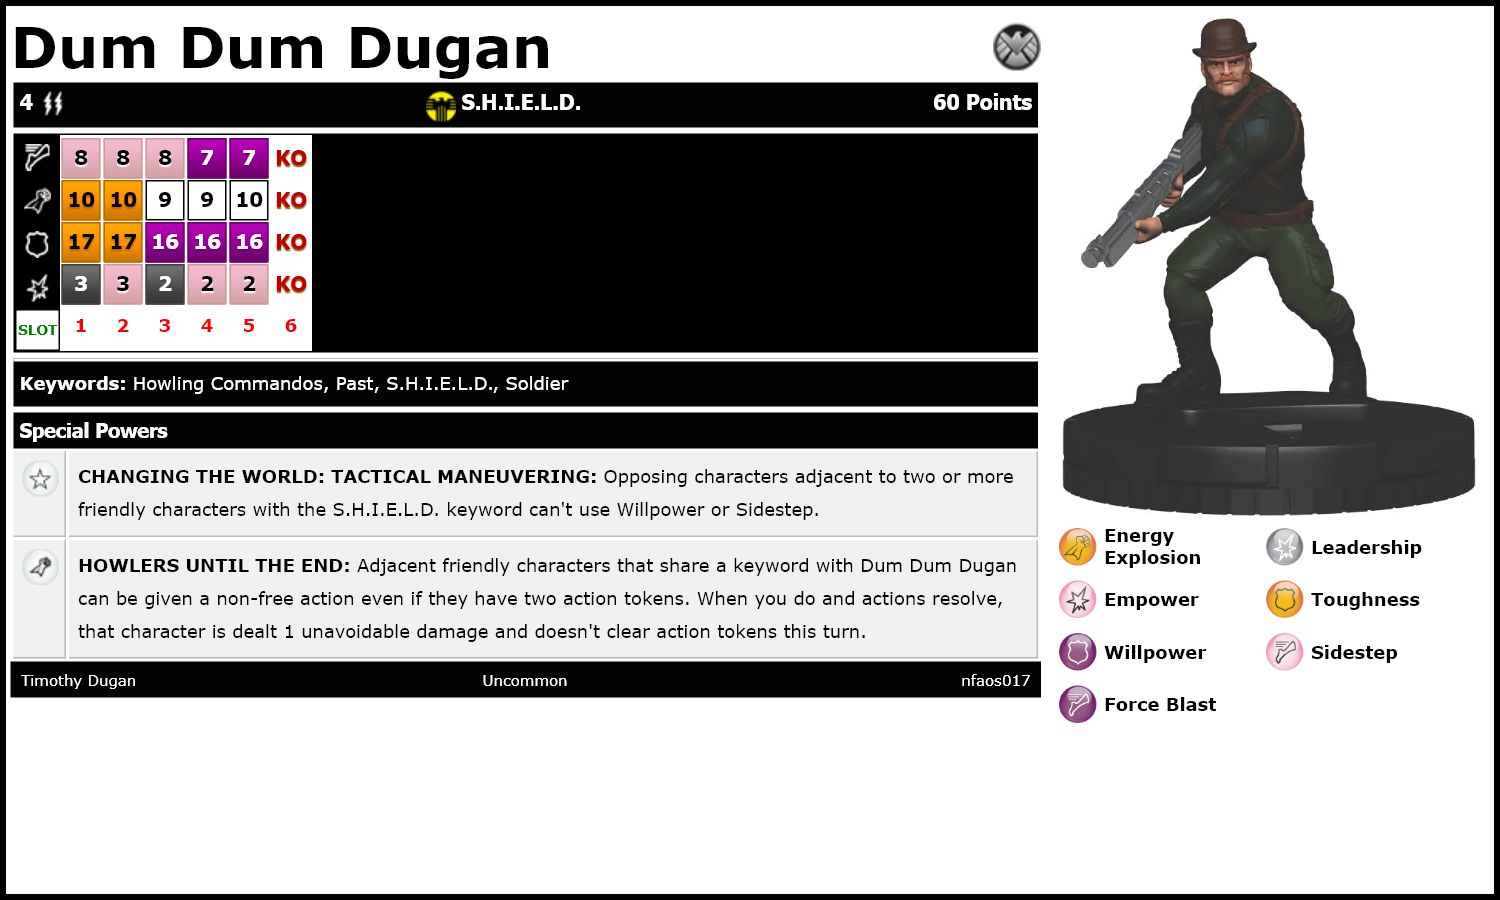 Dum Dum Dugan
4 S.H.I.E.L.D. 60 Points
8 8 8 7 7 KO
10 10 9 9 10 KO
17 17 16 16 16 KO
3 3 2 2 2 KO
SLOT 1 2 3 4 5 6
Keywords: Howling Commandos, Past, S.H.I.E.L.D., Soldier
Special Powers
CHANGING THE WORLD: TACTICAL MANEUVERING: Opposing characters adjacent to two or more
friendly characters with the S.H.I.E.L.D. keyword can't use Willpower or Sidestep.
HOWLERS UNTIL THE END: Adjacent friendly characters that share a keyword with Dum Dum Dugan
can be given a non-free action even if they have two action tokens. When you do and actions resolve,
that character is dealt 1 unavoidable damage and doesn't clear action tokens this turn.
Timothy Dugan Uncommon nfaos017
Energy
Explosion
Leadership
Empower
Toughness
Willpower
Sidestep
Force Blast